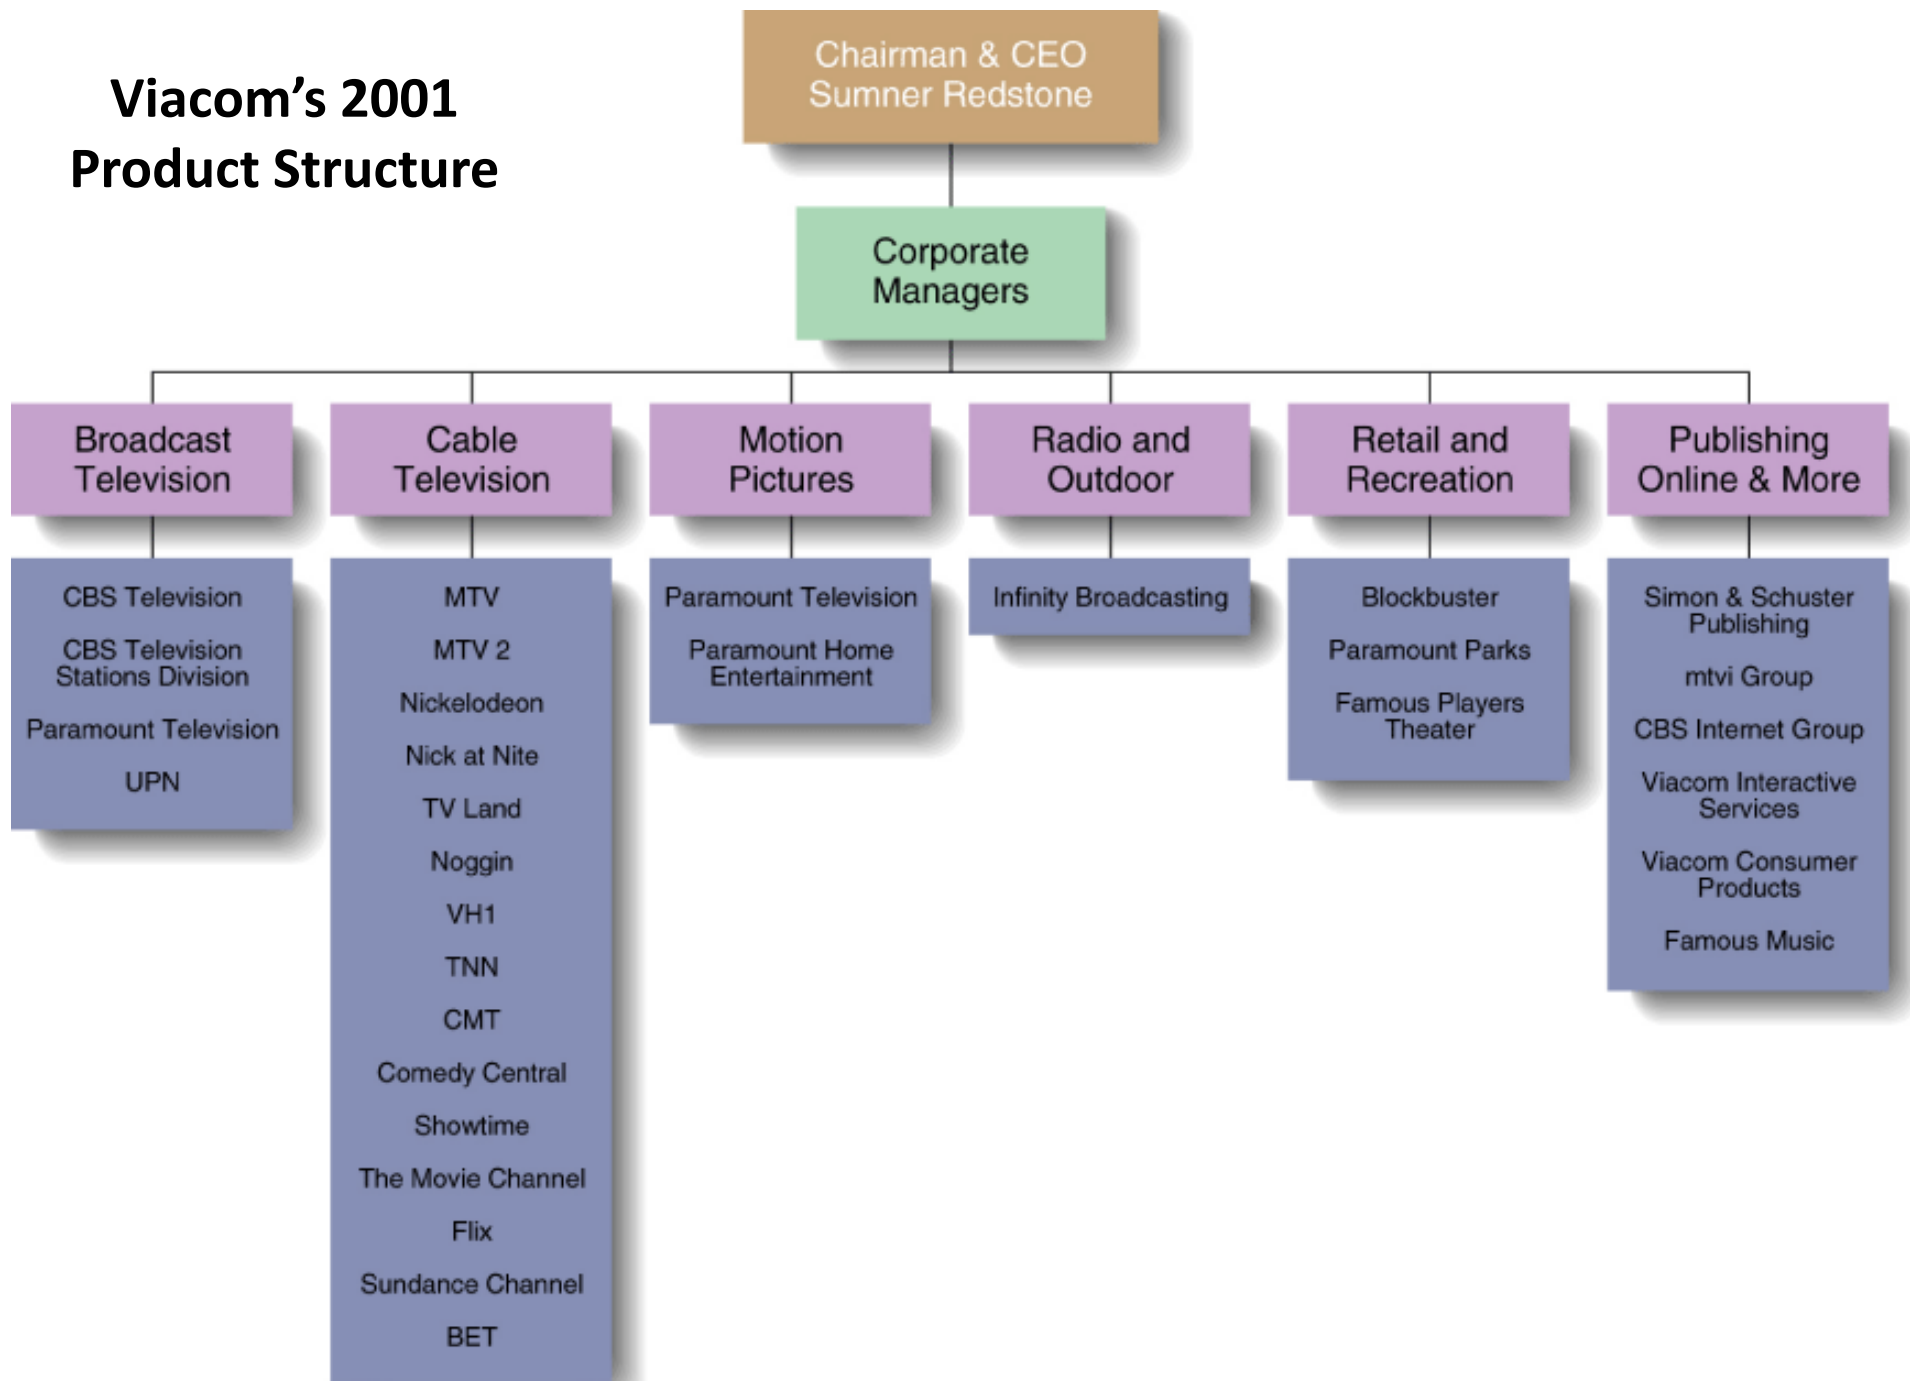 Viacom’s 2001
Product Structure
Chairman & CEO
Sumner Redstone
Corporate
Managers
Broadcast
Television
Cable
Television
Motion
Pictures
Radio and
Outdoor
Retail and
Recreation
Publishing
Online & More
CBS Television
CBS Television
Stations Division
Paramount Television
UPN
MTV
MTV 2
Nickelodeon
Nick at Nite
TV Land
Noggin
VH1
TNN
CMT
Comedy Central
Showtime
The Movie Channel
Flix
Sundance Channel
BET
Paramount Television
Paramount Home
Entertainment
Infinity Broadcasting
Blockbuster
Paramount Parks
Famous Players
Theater
Simon & Schuster
Publishing
mtvi Group
CBS Internet Group
Viacom Interactive
Services
Viacom Consumer
Products
Famous Music